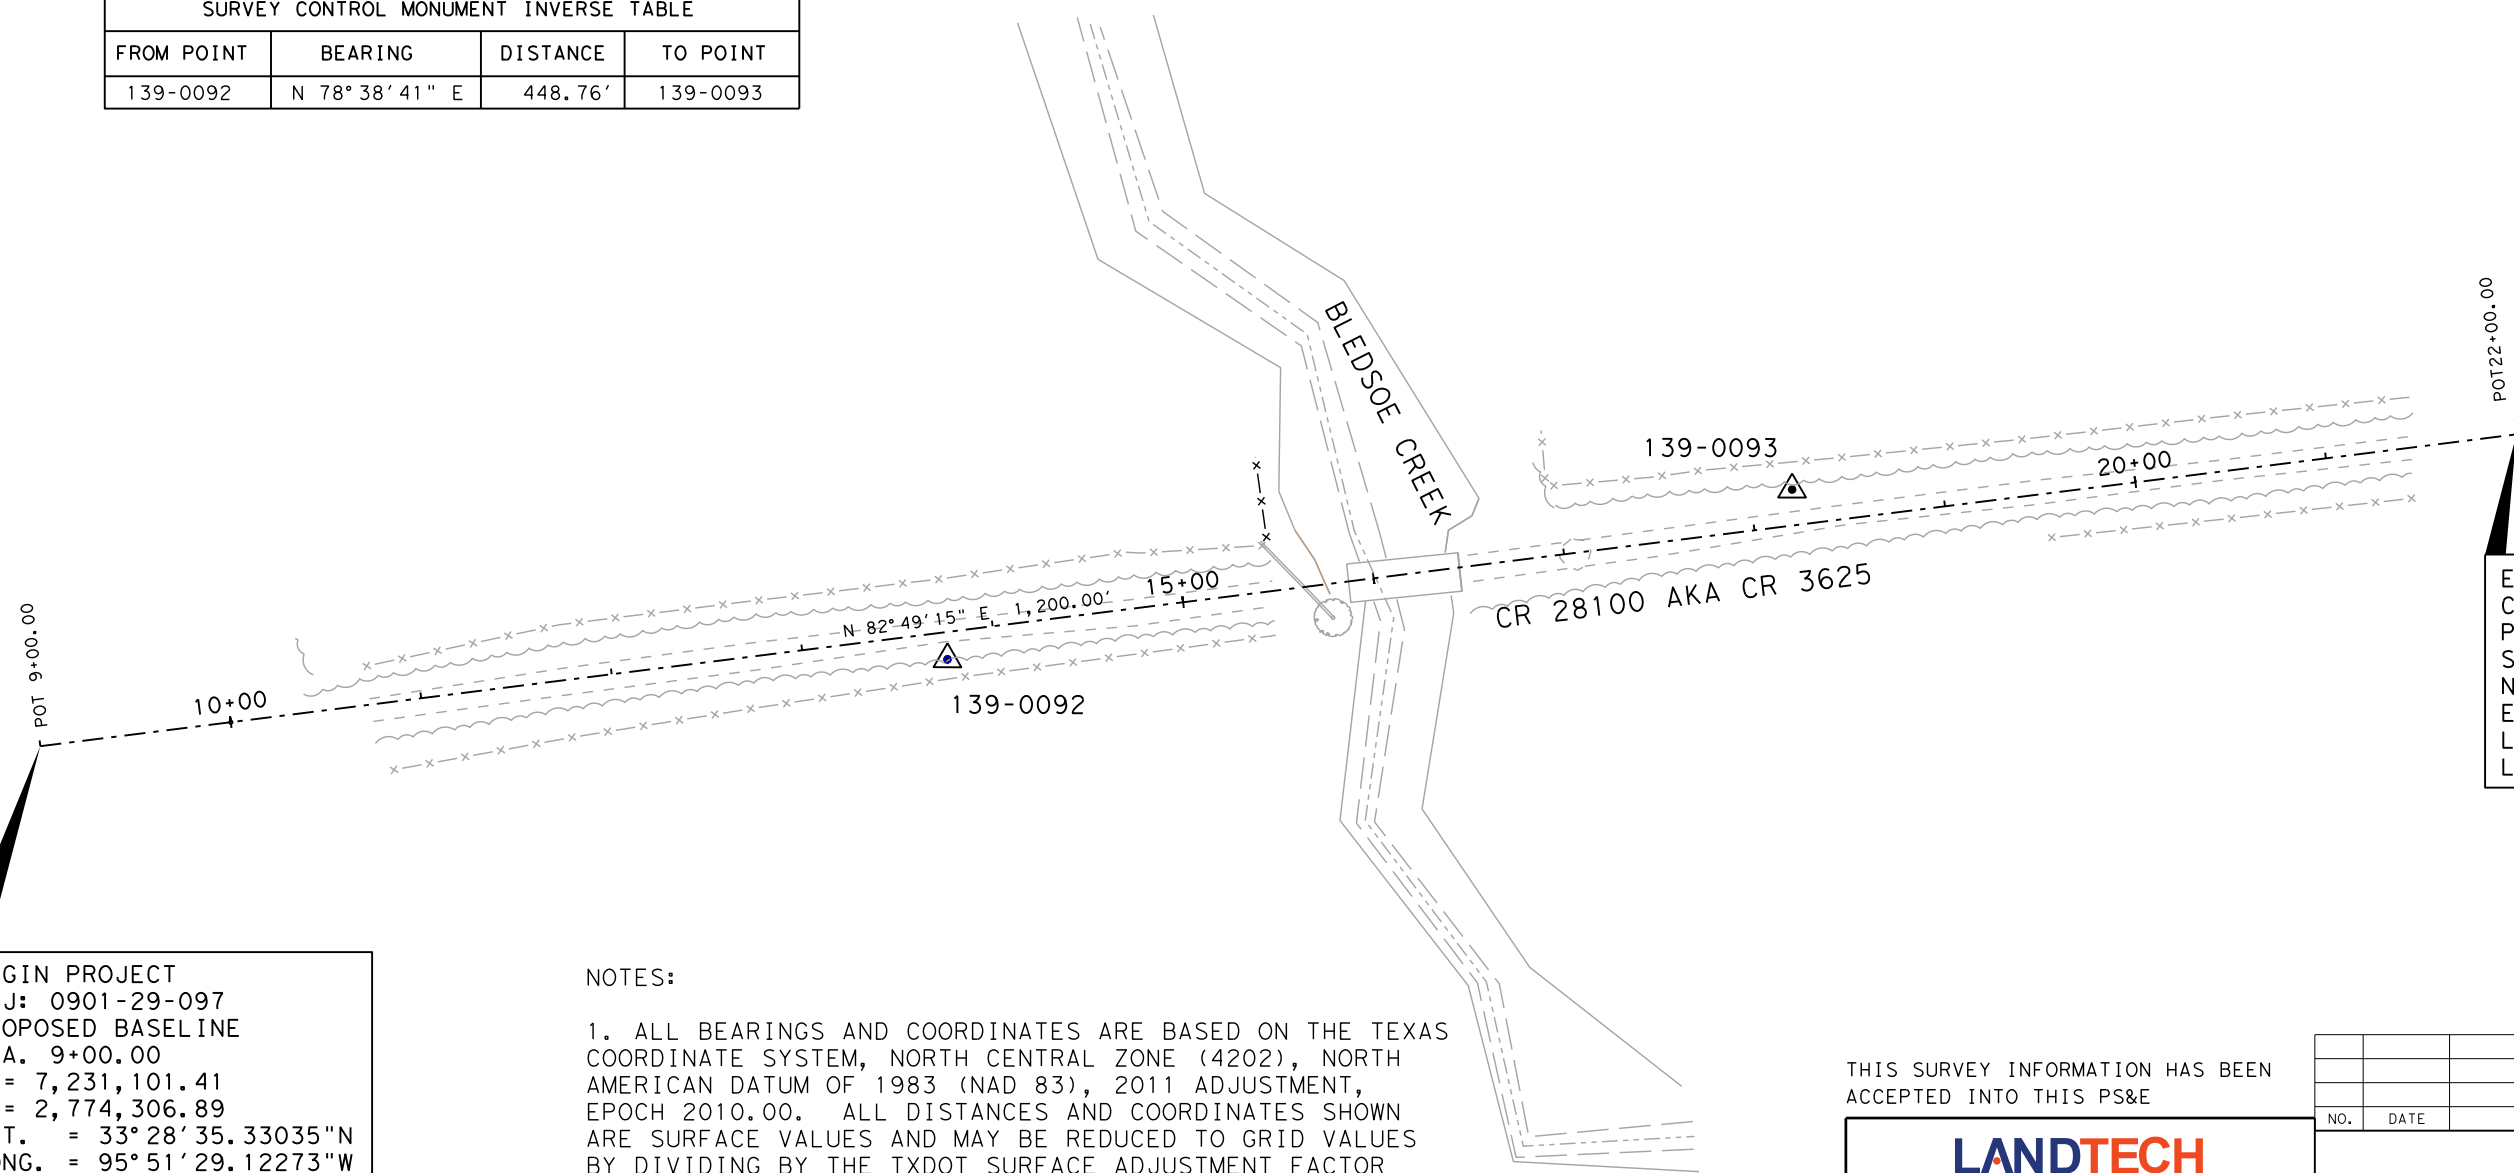 SURVEY CONTROL MONUMENT INVERSE TABLE
FROM POINT BEARING DISTANCE TO POINT
139-0092 N 78°38'41" E 448.76' 139-0093
BLEDSOE CREEK
POT22+00.00
139-0093
20+00
15+00
N 82°49'15" E 1,200.00'
CR 28100 AKA CR 3625
POT 9+00.00
10+00
139-0092
E
C
P
S
N
E
L
L
GIN PROJECT
J: 0901-29-097
OPOSED BASELINE
A. 9+00.00
= 7,231,101.41
= 2,774,306.89
T. = 33°28'35.33035"N
NG. = 95°51'29.12273"W
NOTES:
1. ALL BEARINGS AND COORDINATES ARE BASED ON THE TEXAS
COORDINATE SYSTEM, NORTH CENTRAL ZONE (4202), NORTH
AMERICAN DATUM OF 1983 (NAD 83), 2011 ADJUSTMENT,
EPOCH 2010.00. ALL DISTANCES AND COORDINATES SHOWN
ARE SURFACE VALUES AND MAY BE REDUCED TO GRID VALUES
BY DIVIDING BY THE TXDOT SURFACE ADJUSTMENT FACTOR
THIS SURVEY INFORMATION HAS BEEN
ACCEPTED INTO THIS PS&E
NO. DATE
LANDTECH